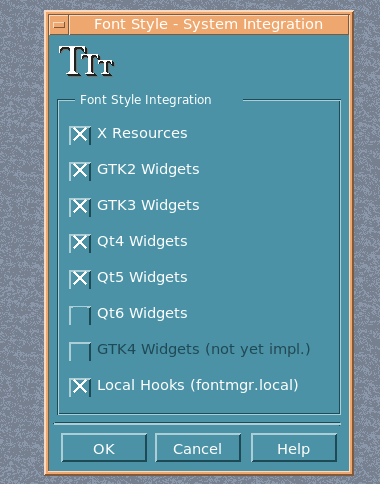 Font Style - System Integration
TTT
Font Style Integration
X Resources
GTK2 Widgets
GTK3 Widgets
Qt4 Widgets
Qt5 Widgets
Qt6 Widgets
GTK4 Widgets (not yet impl.)
Local Hooks (fontmgr.local)
OK Cancel Help